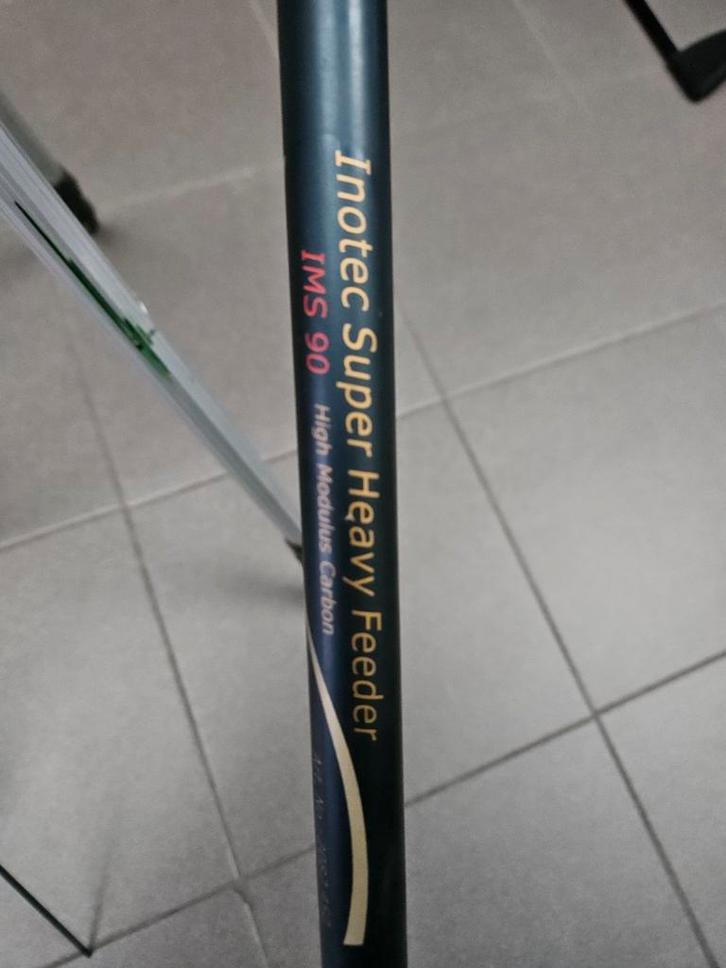 Inotec Super Heavy Feeder
IMS 90 High Modulus Carbon